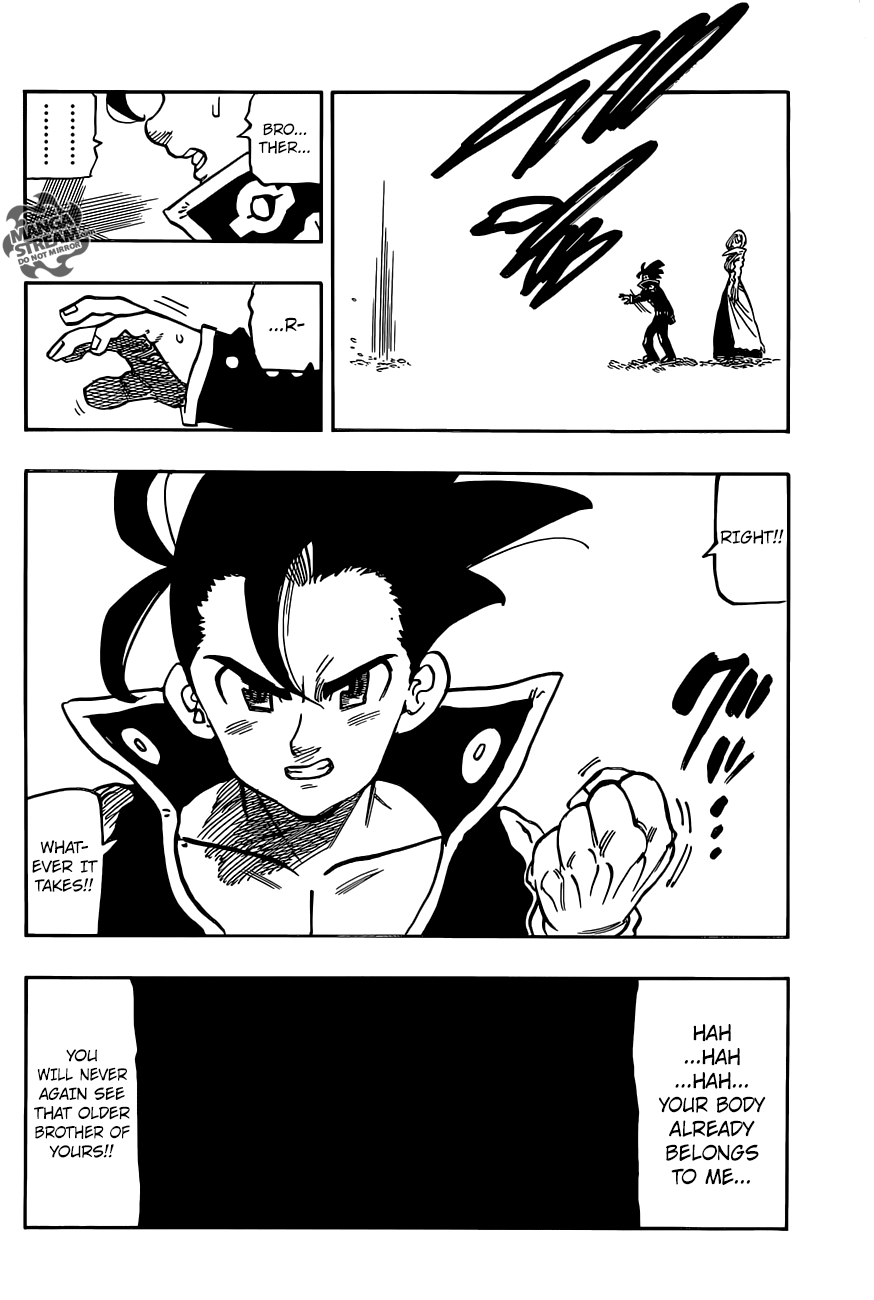 BRO...
THER...
.......
.......
...R-
RIGHT!!
WHAT-
EVER IT
TAKES!!
HAH
...HAH
...HAH...
YOUR BODY
ALREADY
BELONGS
TO ME...
YOU
WILL NEVER
AGAIN SEE
THAT OLDER
BROTHER OF
YOURS!!
MANGA
STREAM
DO NOT MIRROR